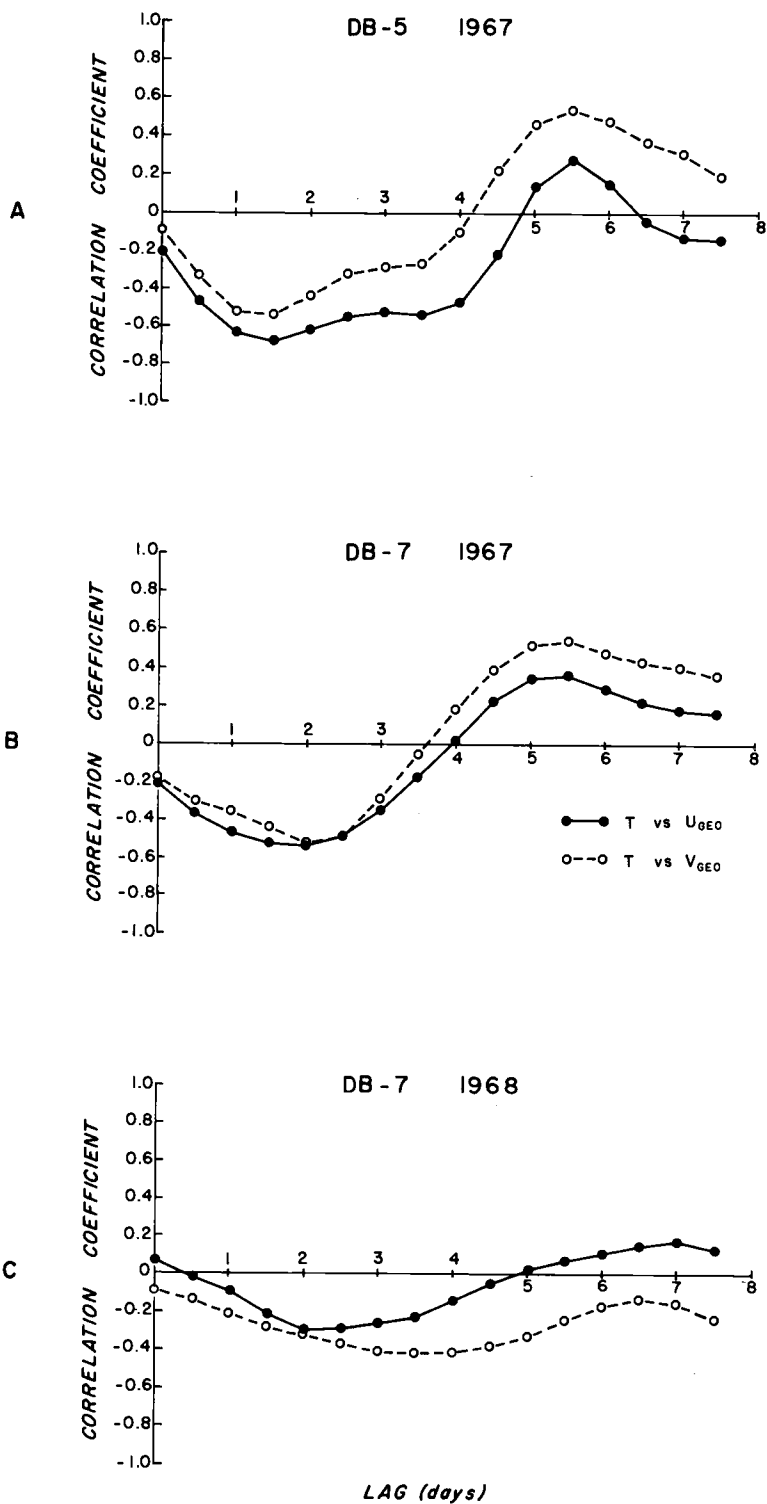 DB-5 1967
A
CORRELATION COEFFICIENT
1.0
0.8
0.6
0.4
0.2
0
-0.2
-0.4
-0.6
-0.8
-1.0
1 2 3 4 5 6 7 8
DB-7 1967
B
CORRELATION COEFFICIENT
1.0
0.8
0.6
0.4
0.2
0
-0.2
-0.4
-0.6
-0.8
-1.0
1 2 3 4 5 6 7 8
T vs UGEO
T vs VGEO
DB-7 1968
C
CORRELATION COEFFICIENT
1.0
0.8
0.6
0.4
0.2
0
-0.2
-0.4
-0.6
-0.8
-1.0
1 2 3 4 5 6 7 8
LAG (days)